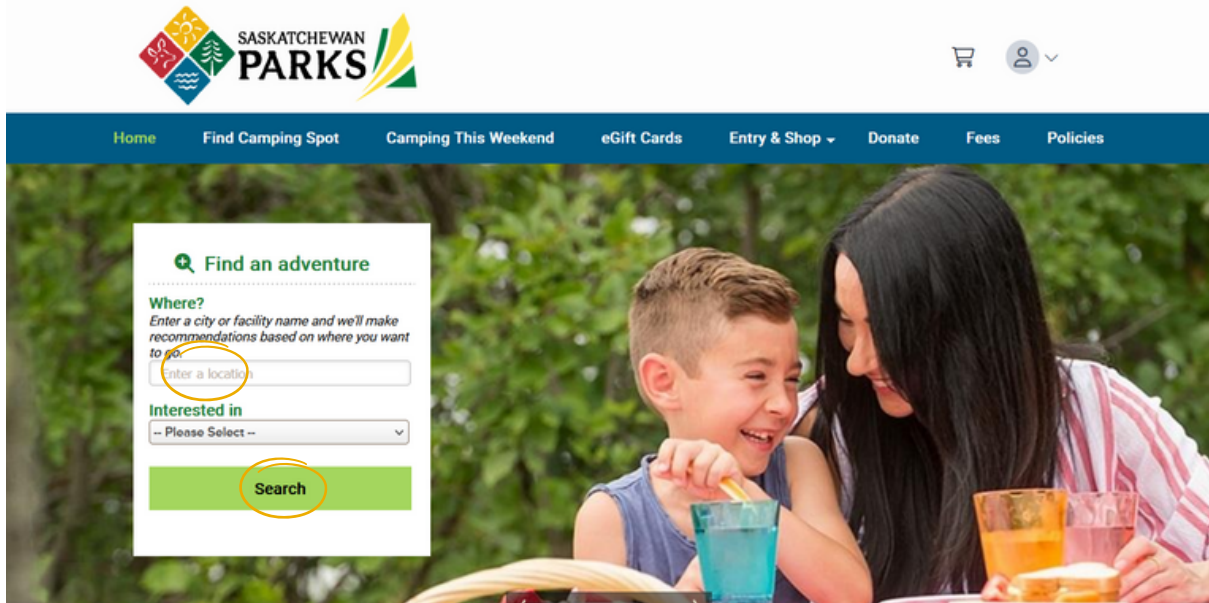 SASKATCHEWAN
PARKS
Home Find Camping Spot Camping This Weekend eGift Cards Entry & Shop Donate Fees Policies
Find an adventure
Where?
Enter a city or facility name and we'll make
recommendations based on where you want
to go.
Enter a location
Interested in
-- Please Select --
Search